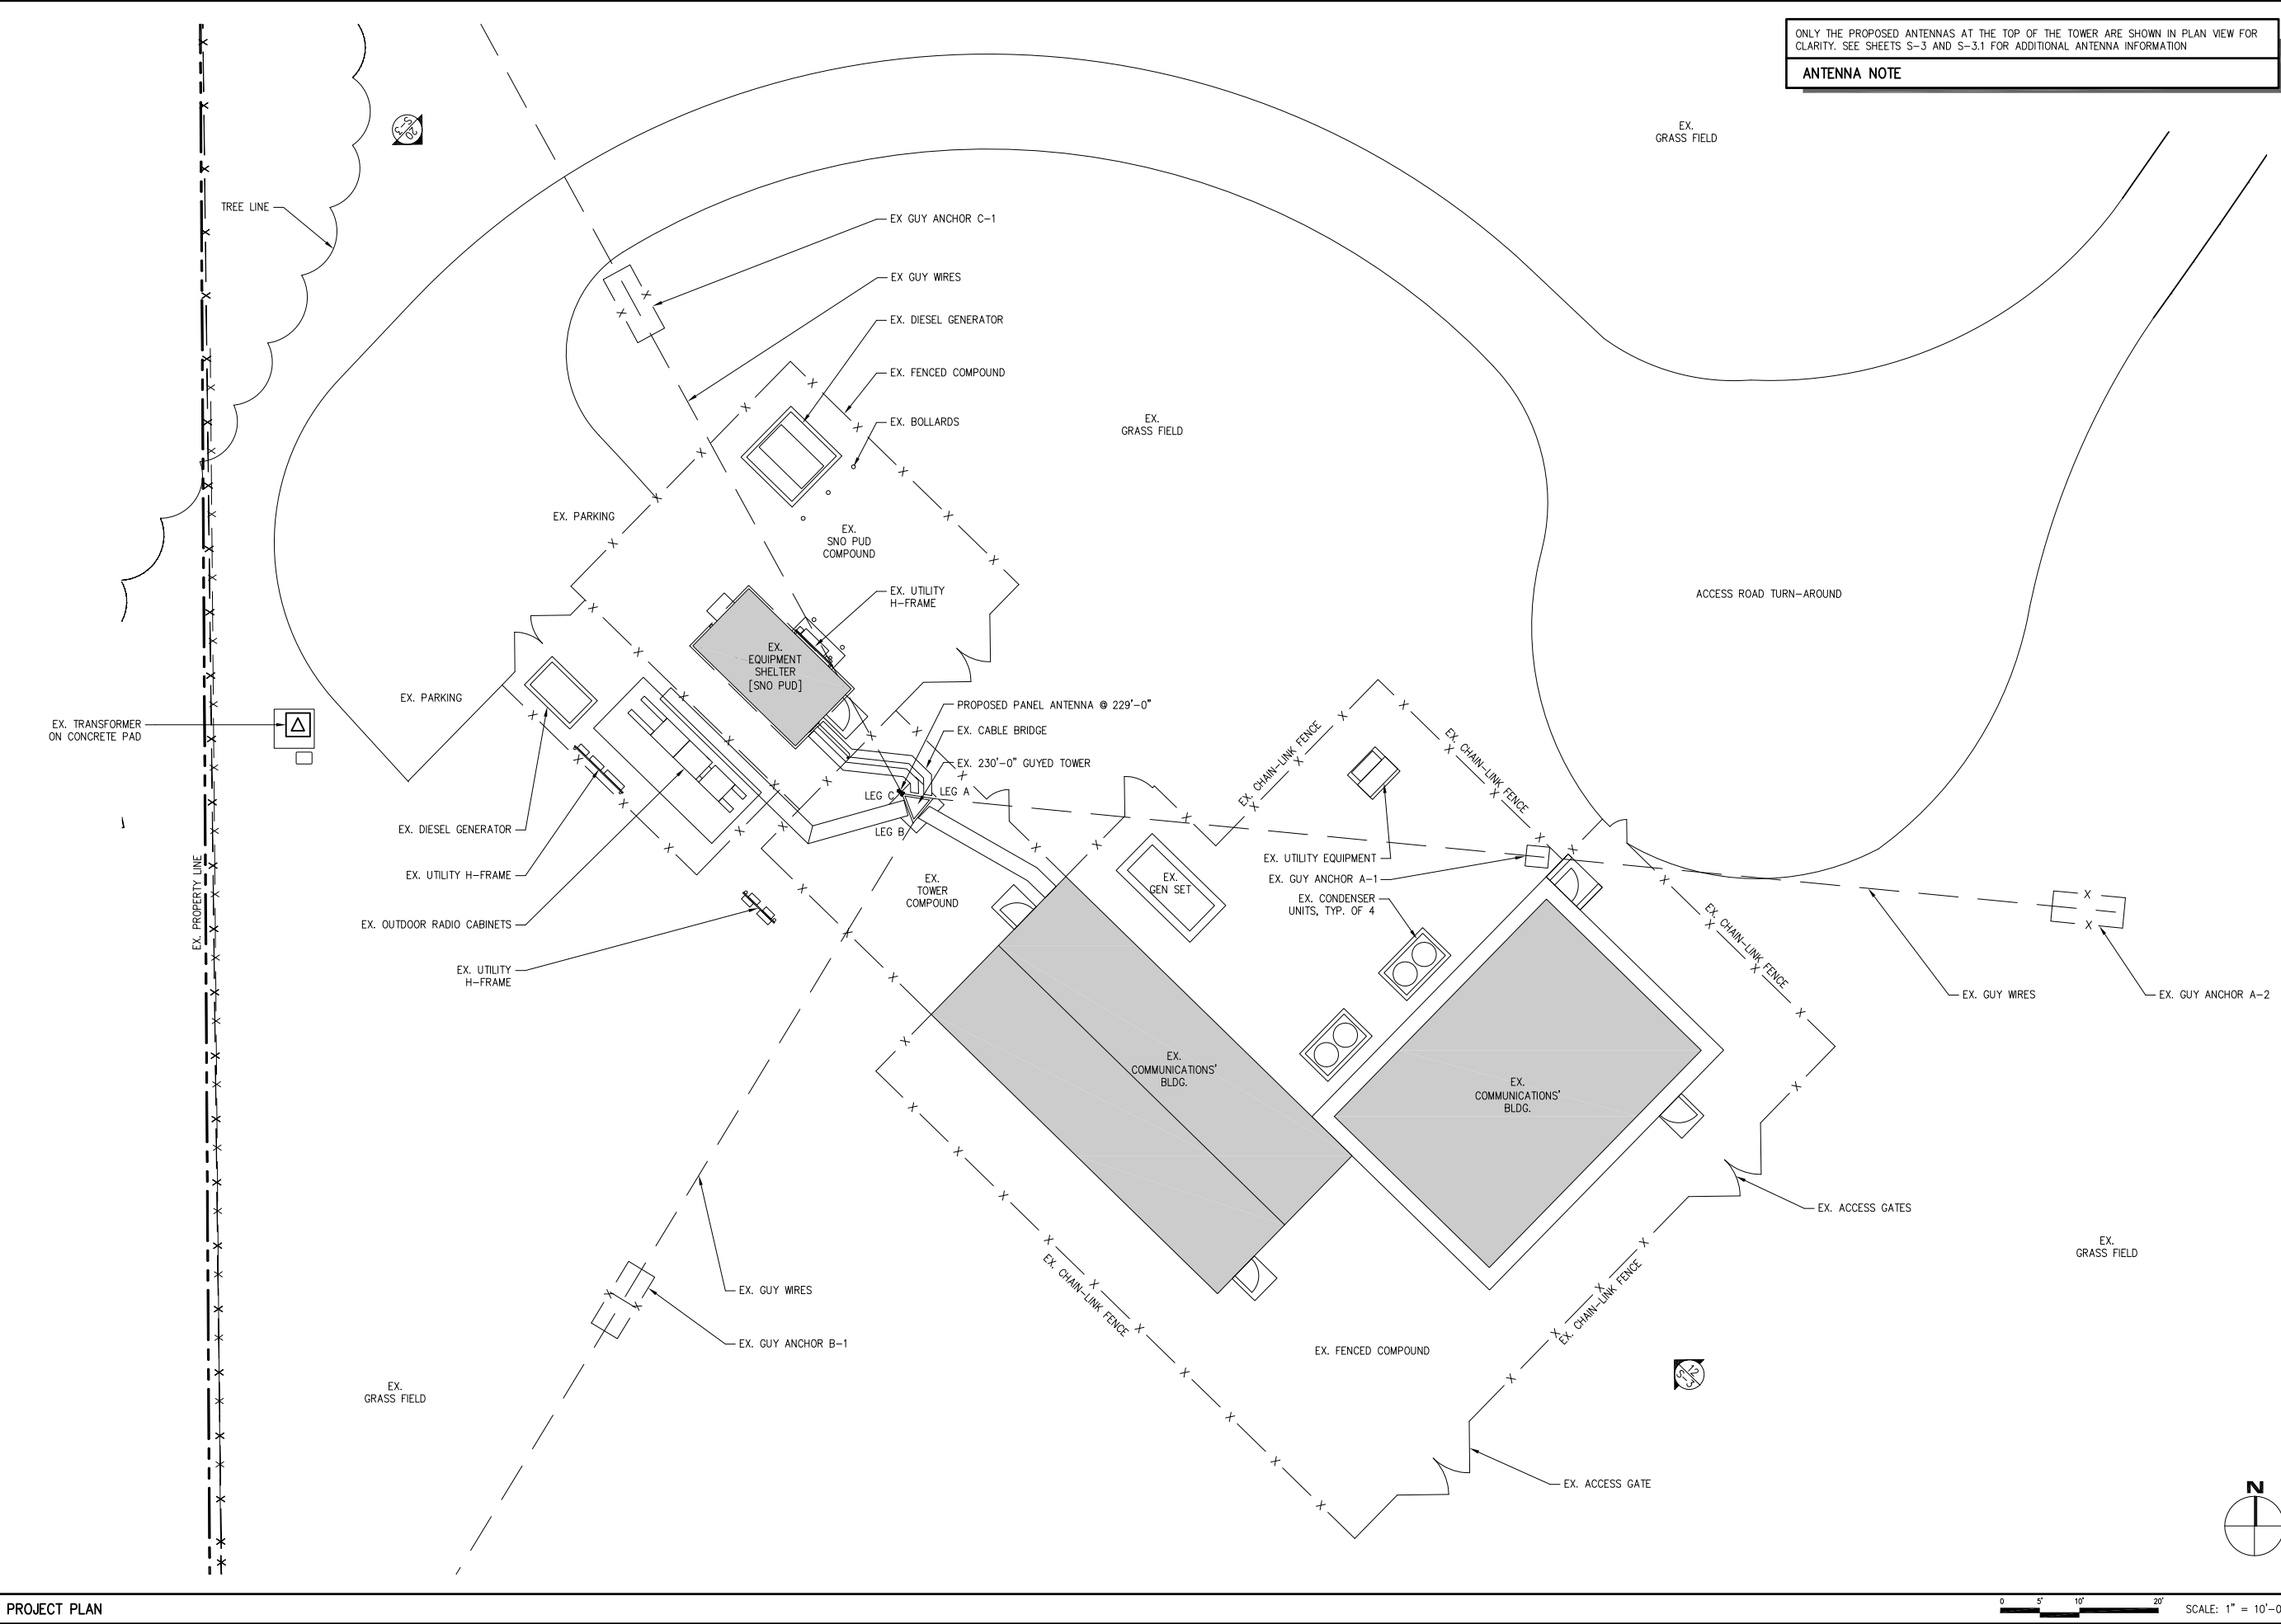 ONLY THE PROPOSED ANTENNAS AT THE TOP OF THE TOWER ARE SHOWN IN PLAN VIEW FOR
CLARITY. SEE SHEETS S-3 AND S-3.1 FOR ADDITIONAL ANTENNA INFORMATION
ANTENNA NOTE
EX.
GRASS FIELD
20
S-3
TREE LINE
EX GUY ANCHOR C-1
EX GUY WIRES
EX. DIESEL GENERATOR
EX. FENCED COMPOUND
EX. BOLLARDS
EX.
GRASS FIELD
EX. PARKING
EX.
SNO PUD
COMPOUND
EX. UTILITY
H-FRAME
ACCESS ROAD TURN-AROUND
EX.
EQUIPMENT
SHELTER
[SNO PUD]
EX. PARKING
EX. TRANSFORMER
ON CONCRETE PAD
PROPOSED PANEL ANTENNA @ 229'-0"
EX. CABLE BRIDGE
EX. 230'-0" GUYED TOWER
LEG C
LEG A
LEG B
EX. CHAIN-LINK FENCE
EX. CHAIN-LINK FENCE
EX. DIESEL GENERATOR
EX. UTILITY H-FRAME
EX. OUTDOOR RADIO CABINETS
EX. UTILITY
H-FRAME
EX. PROPERTY LINE
EX.
TOWER
COMPOUND
EX.
GEN SET
EX. UTILITY EQUIPMENT
EX. GUY ANCHOR A-1
EX. CONDENSER
UNITS, TYP. OF 4
EX. CHAIN-LINK FENCE
EX. GUY WIRES
EX. GUY ANCHOR A-2
EX.
COMMUNICATIONS'
BLDG.
EX.
COMMUNICATIONS'
BLDG.
EX. ACCESS GATES
EX.
GRASS FIELD
EX. GUY WIRES
EX. GUY ANCHOR B-1
EX. CHAIN-LINK FENCE
EX. CHAIN-LINK FENCE
EX. FENCED COMPOUND
12
S-3
EX.
GRASS FIELD
EX. ACCESS GATE
N
PROJECT PLAN
0 5' 10' 20'
SCALE: 1" = 10'-0